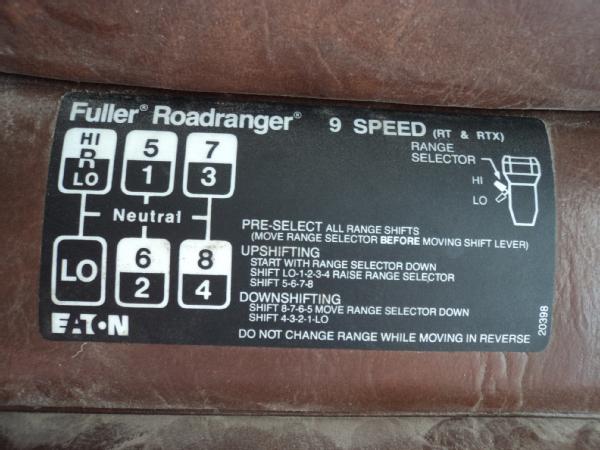 Fuller® Roadranger® 9 SPEED (RT & RTX)
HI 5 7
R
LO 1 3
Neutral
LO 6 8
2 4
EATON
RANGE
SELECTOR
HI
LO
PRE-SELECT ALL RANGE SHIFTS
(MOVE RANGE SELECTOR BEFORE MOVING SHIFT LEVER)
UPSHIFTING
START WITH RANGE SELECTOR DOWN
SHIFT LO-1-2-3-4 RAISE RANGE SELECTOR
SHIFT 5-6-7-8
DOWNSHIFTING
SHIFT 8-7-6-5 MOVE RANGE SELECTOR DOWN
SHIFT 4-3-2-1-LO
DO NOT CHANGE RANGE WHILE MOVING IN REVERSE
20398